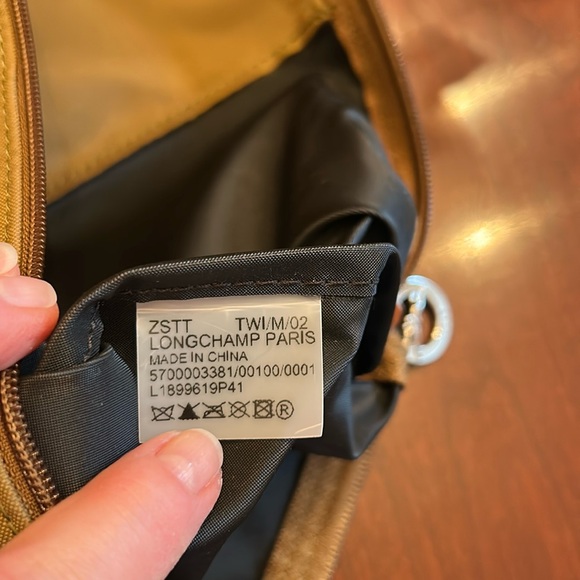 ZSTT TWI/M/02
LONGCHAMP PARIS
MADE IN CHINA
5700003381/00100/0001
L1899619P41
®